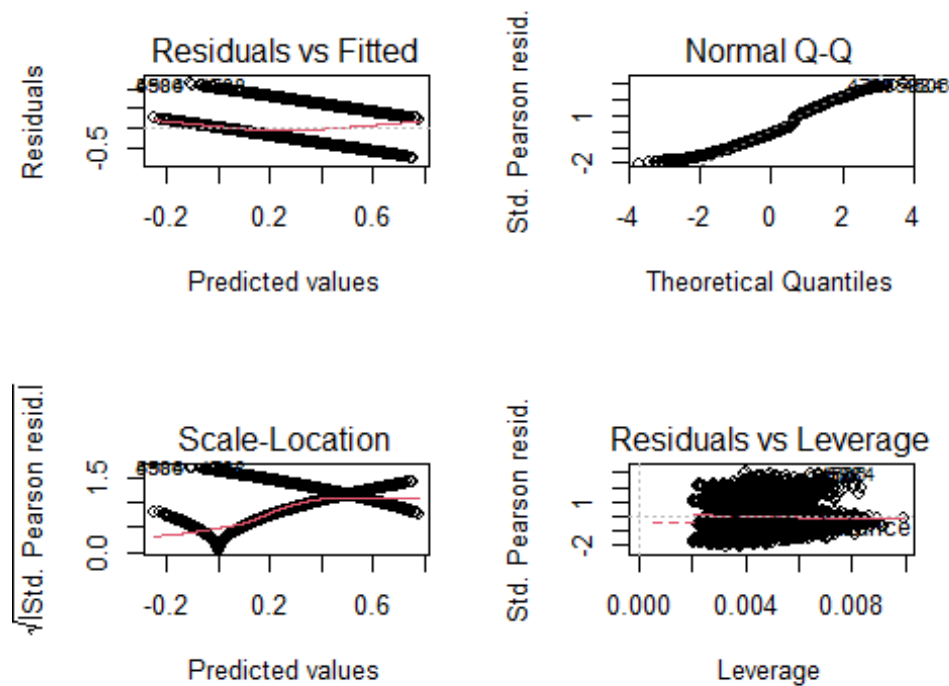 Residuals vs Fitted
Residuals
-0.5
-0.2 0.2 0.6
Predicted values
Normal Q-Q
Std. Pearson resid.
-2 1
-4 -2 0 2 4
Theoretical Quantiles
Scale-Location
√|Std. Pearson resid.|
0.0 1.5
-0.2 0.2 0.6
Predicted values
Residuals vs Leverage
Std. Pearson resid.
-2 1
0.000 0.004 0.008
Leverage